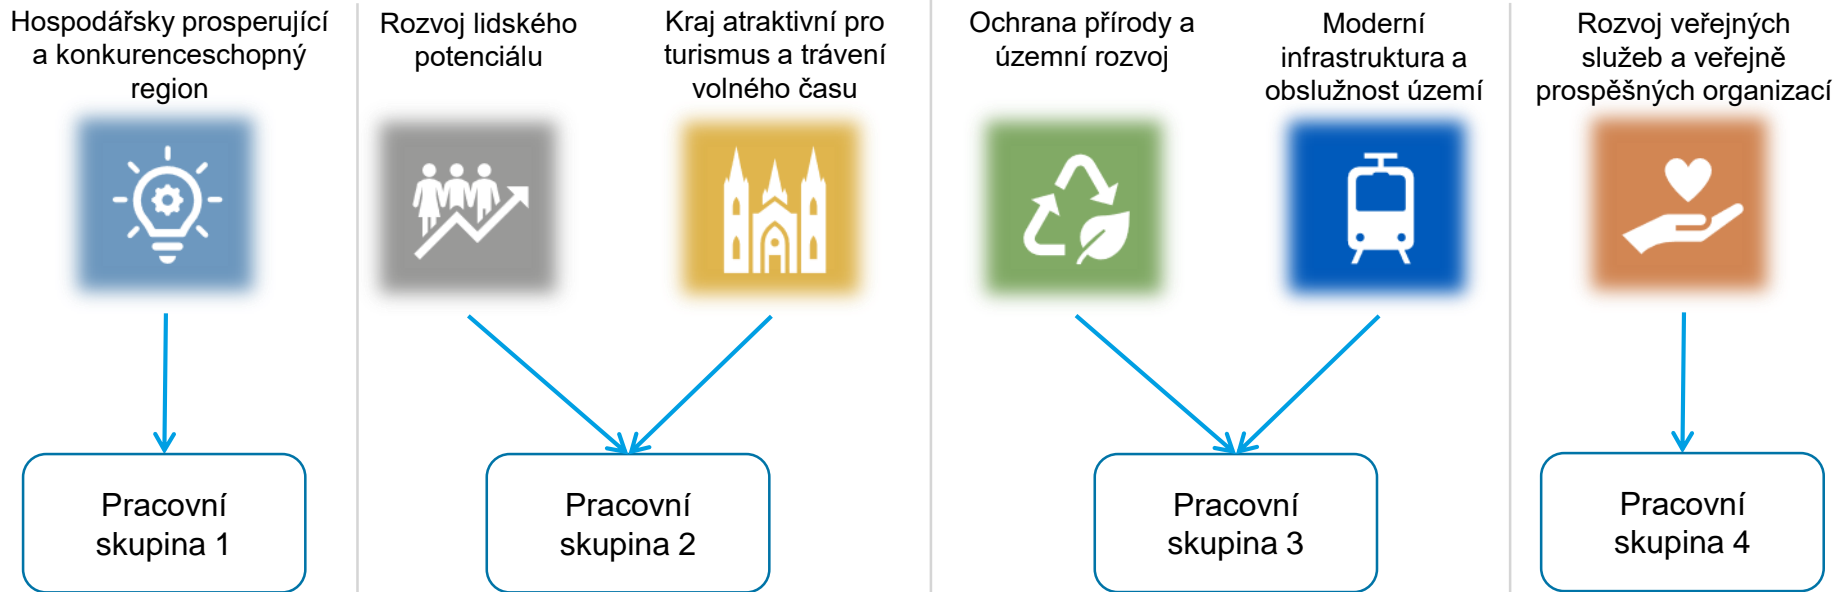 Hospodářsky prosperující
a konkurenceschopný
region
Rozvoj lidského
potenciálu
Kraj atraktivní pro
turismus a trávení
volného času
Ochrana přírody a
územní rozvoj
Moderní
infrastruktura a
obslužnost území
Rozvoj veřejných
služeb a veřejně
prospěšných organizací
Pracovní
skupina 1
Pracovní
skupina 2
Pracovní
skupina 3
Pracovní
skupina 4